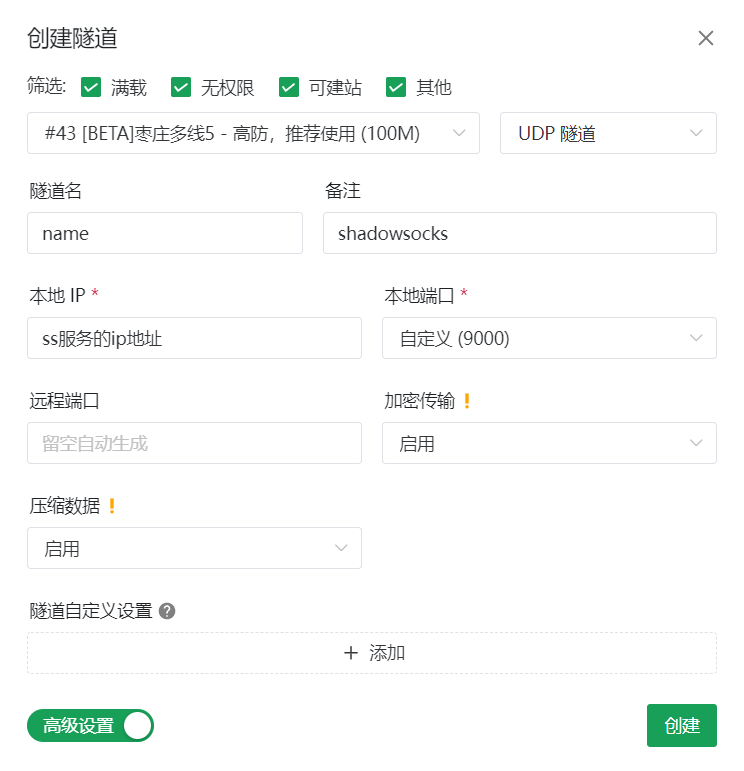 创建隧道
筛选: 满载 无权限 可建站 其他
#43 [BETA]枣庄多线5 - 高防，推荐使用 (100M) UDP 隧道
隧道名 备注
name shadowsocks
本地 IP * 本地端口 *
ss服务的ip地址 自定义 (9000)
远程端口 加密传输 !
留空自动生成 启用
压缩数据 !
启用
隧道自定义设置 ?
+ 添加
高级设置 创建